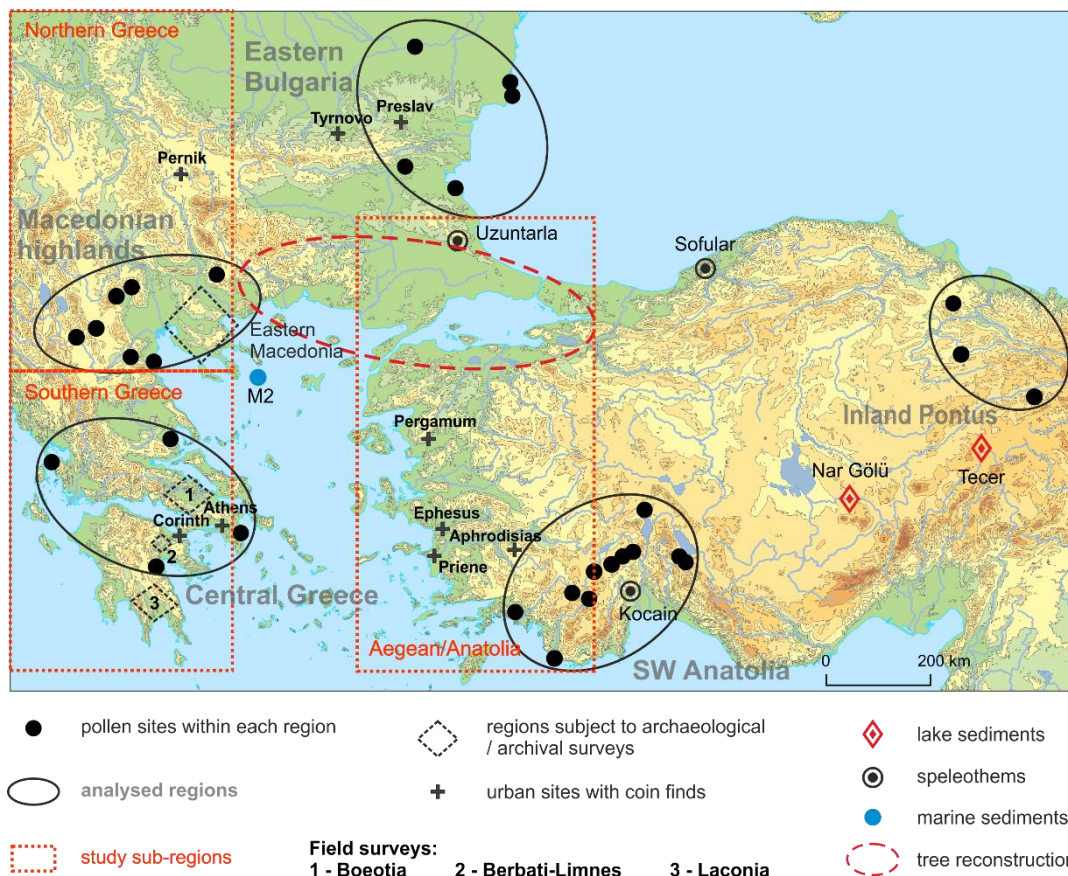 Northern Greece
Eastern
Bulgaria
Preslav
Tyrnovo
Pernik
Macedonian
highlands
Uzuntarla
Sofular
Eastern
Macedonia
M2
Southern Greece
Inland Pontus
Pergamum
Nar Gölü
Tecer
1
Athens
Corinth
2
Ephesus
Aphrodisias
Priene
3
Central Greece
Kocain
Aegean/Anatolia
SW Anatolia
0
200 km
pollen sites within each region
regions subject to archaeological
/ archival surveys
lake sediments
analysed regions
urban sites with coin finds
speleothems
marine sediments
study sub-regions
Field surveys:
1 - Boeotia 2 - Berbati-Limnes 3 - Laconia
tree reconstruction